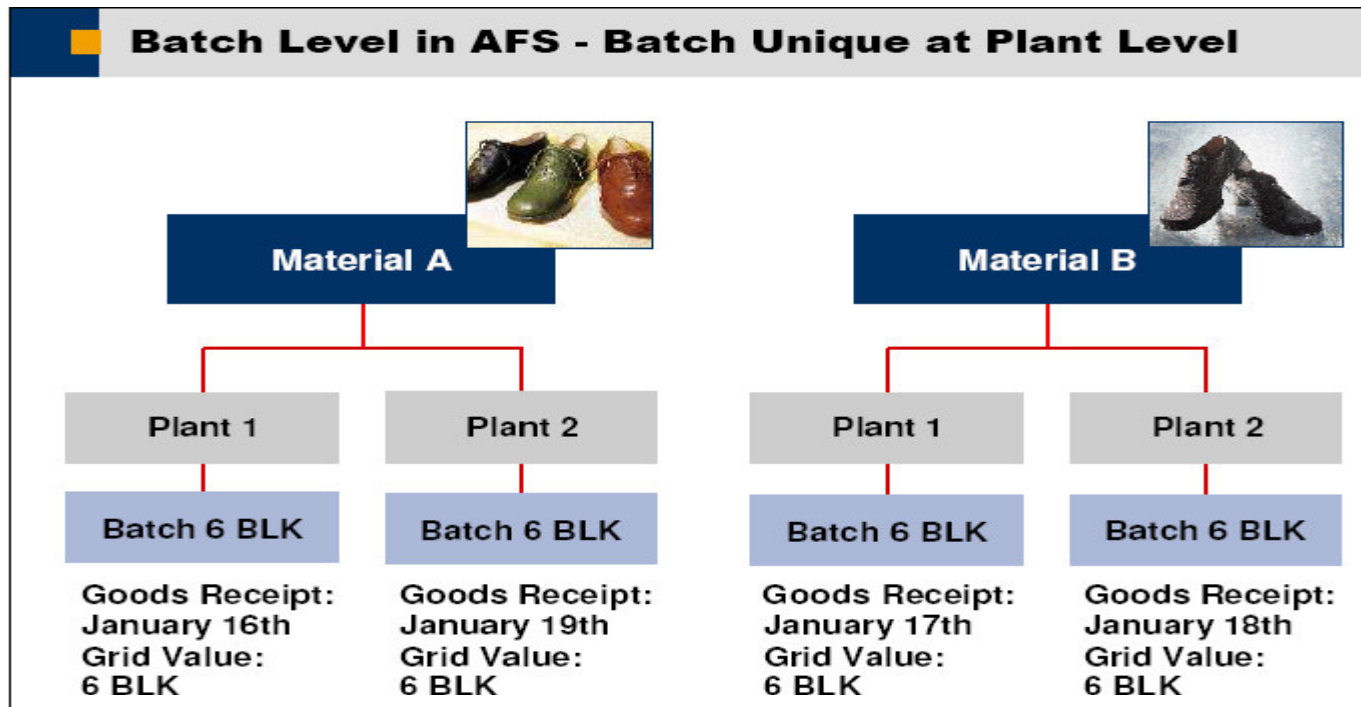 Batch Level in AFS - Batch Unique at Plant Level
Material A
Material B
Plant 1
Plant 2
Plant 1
Plant 2
Batch 6 BLK
Batch 6 BLK
Batch 6 BLK
Batch 6 BLK
Goods Receipt:
January 16th
Grid Value:
6 BLK
Goods Receipt:
January 19th
Grid Value:
6 BLK
Goods Receipt:
January 17th
Grid Value:
6 BLK
Goods Receipt:
January 18th
Grid Value:
6 BLK